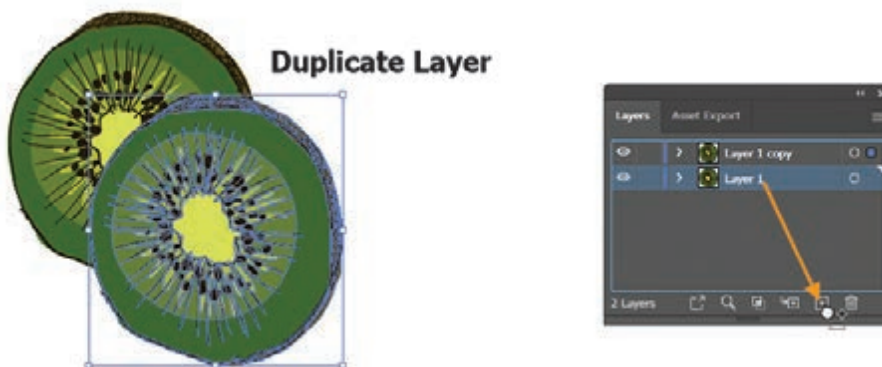 Duplicate Layer
Layers
Asset Export
Layer 1 copy
Layer 1
2 Layers